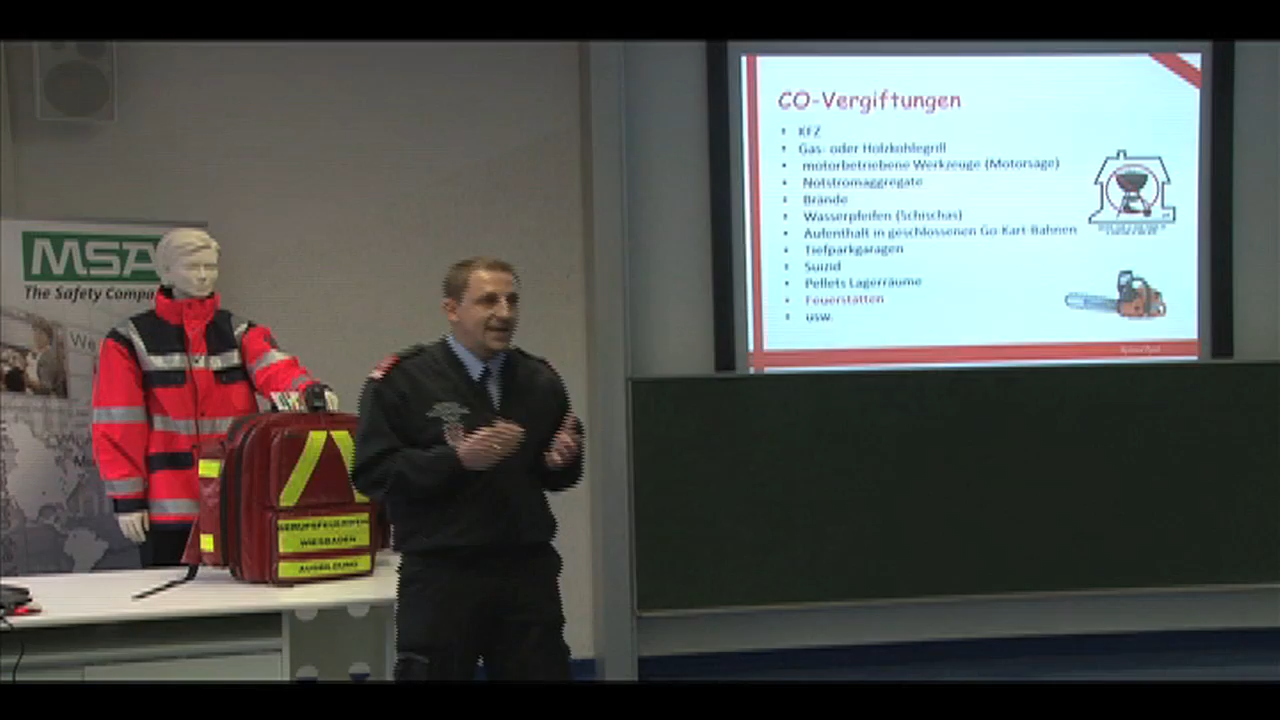 CO-Vergiftungen
• KFZ
• Gas- oder Holzkohlegrill
• motorbetriebene Werkzeuge (Motorsäge)
• Notstromaggregate
• Brände
• Wasserpfeifen (Schischas)
• Aufenthalt in geschlossenen Go Kart Bahnen
• Tiefparkgaragen
• Suizid
• Pellets Lagerräume
• Feuerstätten
• usw.
MSA
The Safety Compa
We
BERUFSFEUERWEHR
WIESBADEN
AUSBILDUNG